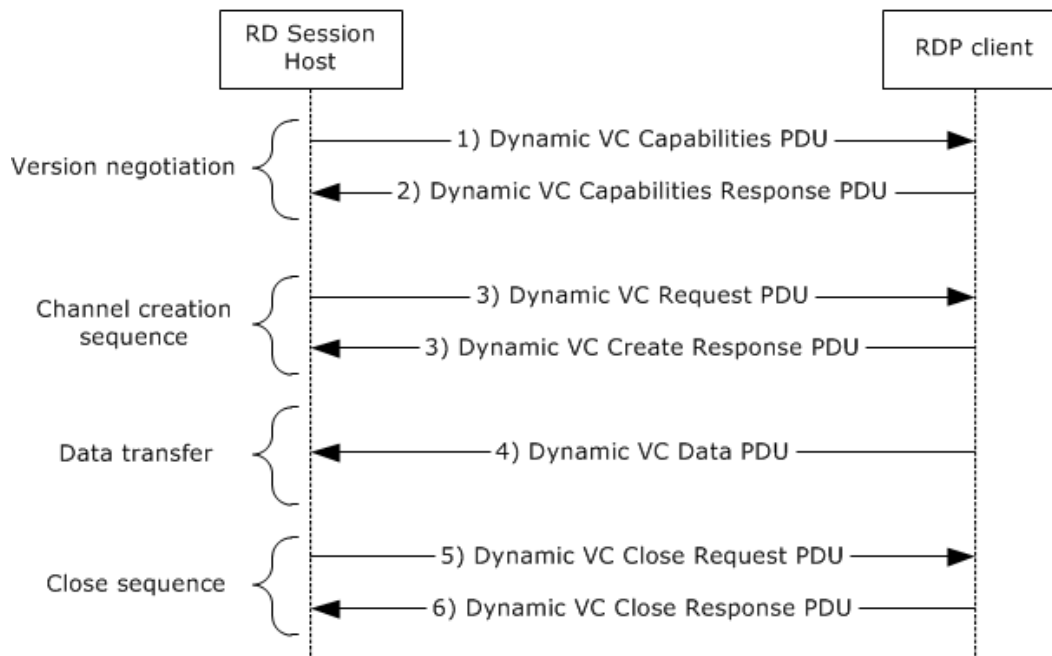 RD Session
Host
RDP client
Version negotiation
1) Dynamic VC Capabilities PDU
2) Dynamic VC Capabilities Response PDU
Channel creation
sequence
3) Dynamic VC Request PDU
3) Dynamic VC Create Response PDU
Data transfer
4) Dynamic VC Data PDU
Close sequence
5) Dynamic VC Close Request PDU
6) Dynamic VC Close Response PDU